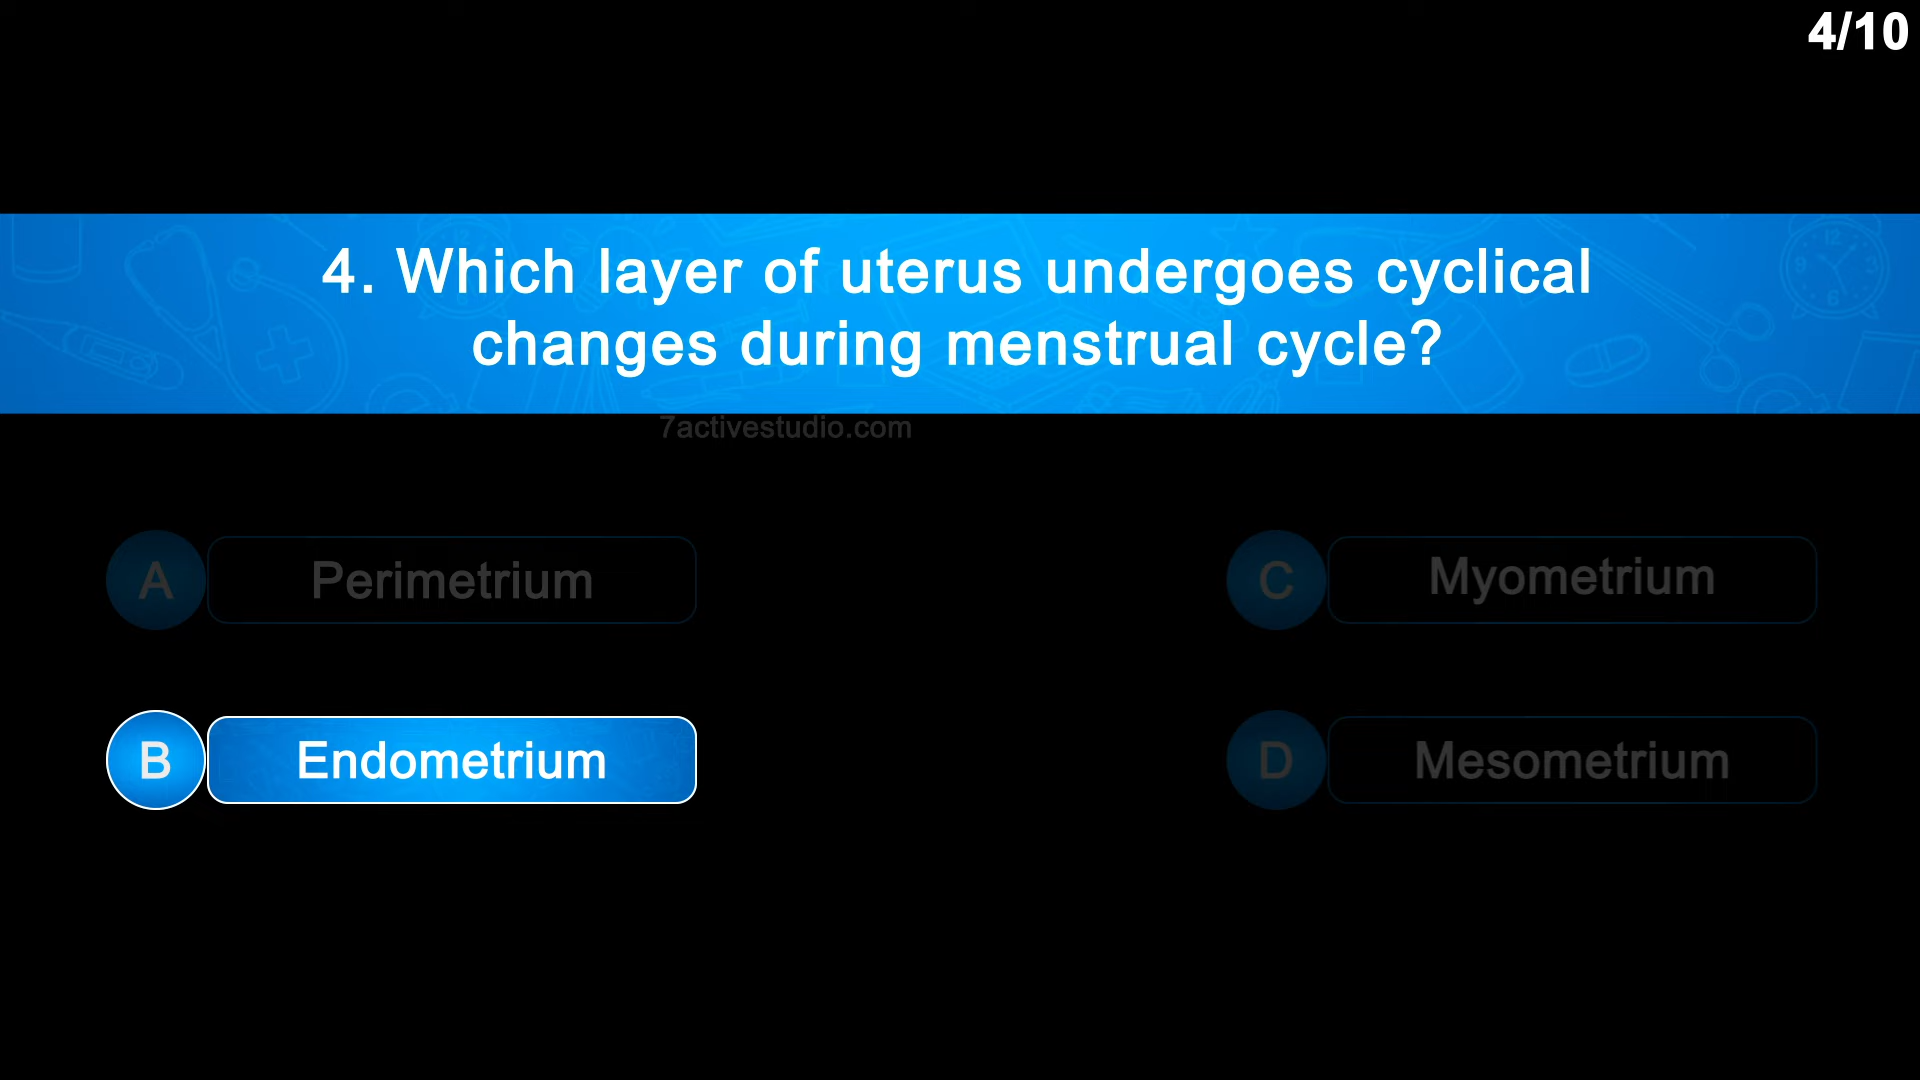 4/10
4. Which layer of uterus undergoes cyclical
changes during menstrual cycle?
7activestudio.com
A Perimetrium
B Endometrium
C Myometrium
D Mesometrium